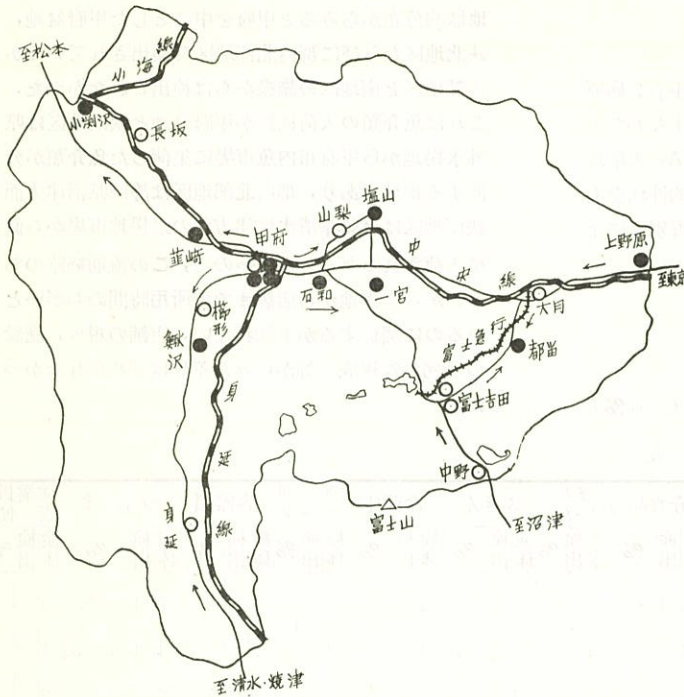 至松本
小海線
小渕沢
長坂
韮崎
甲府
山梨
塩山
中央線
上野原
至東京
石和
一宮
大月
富士急行
都留
櫛形
鰍沢
身延線
富士吉田
中野
富士山
至沼津
身延
至清水・焼津